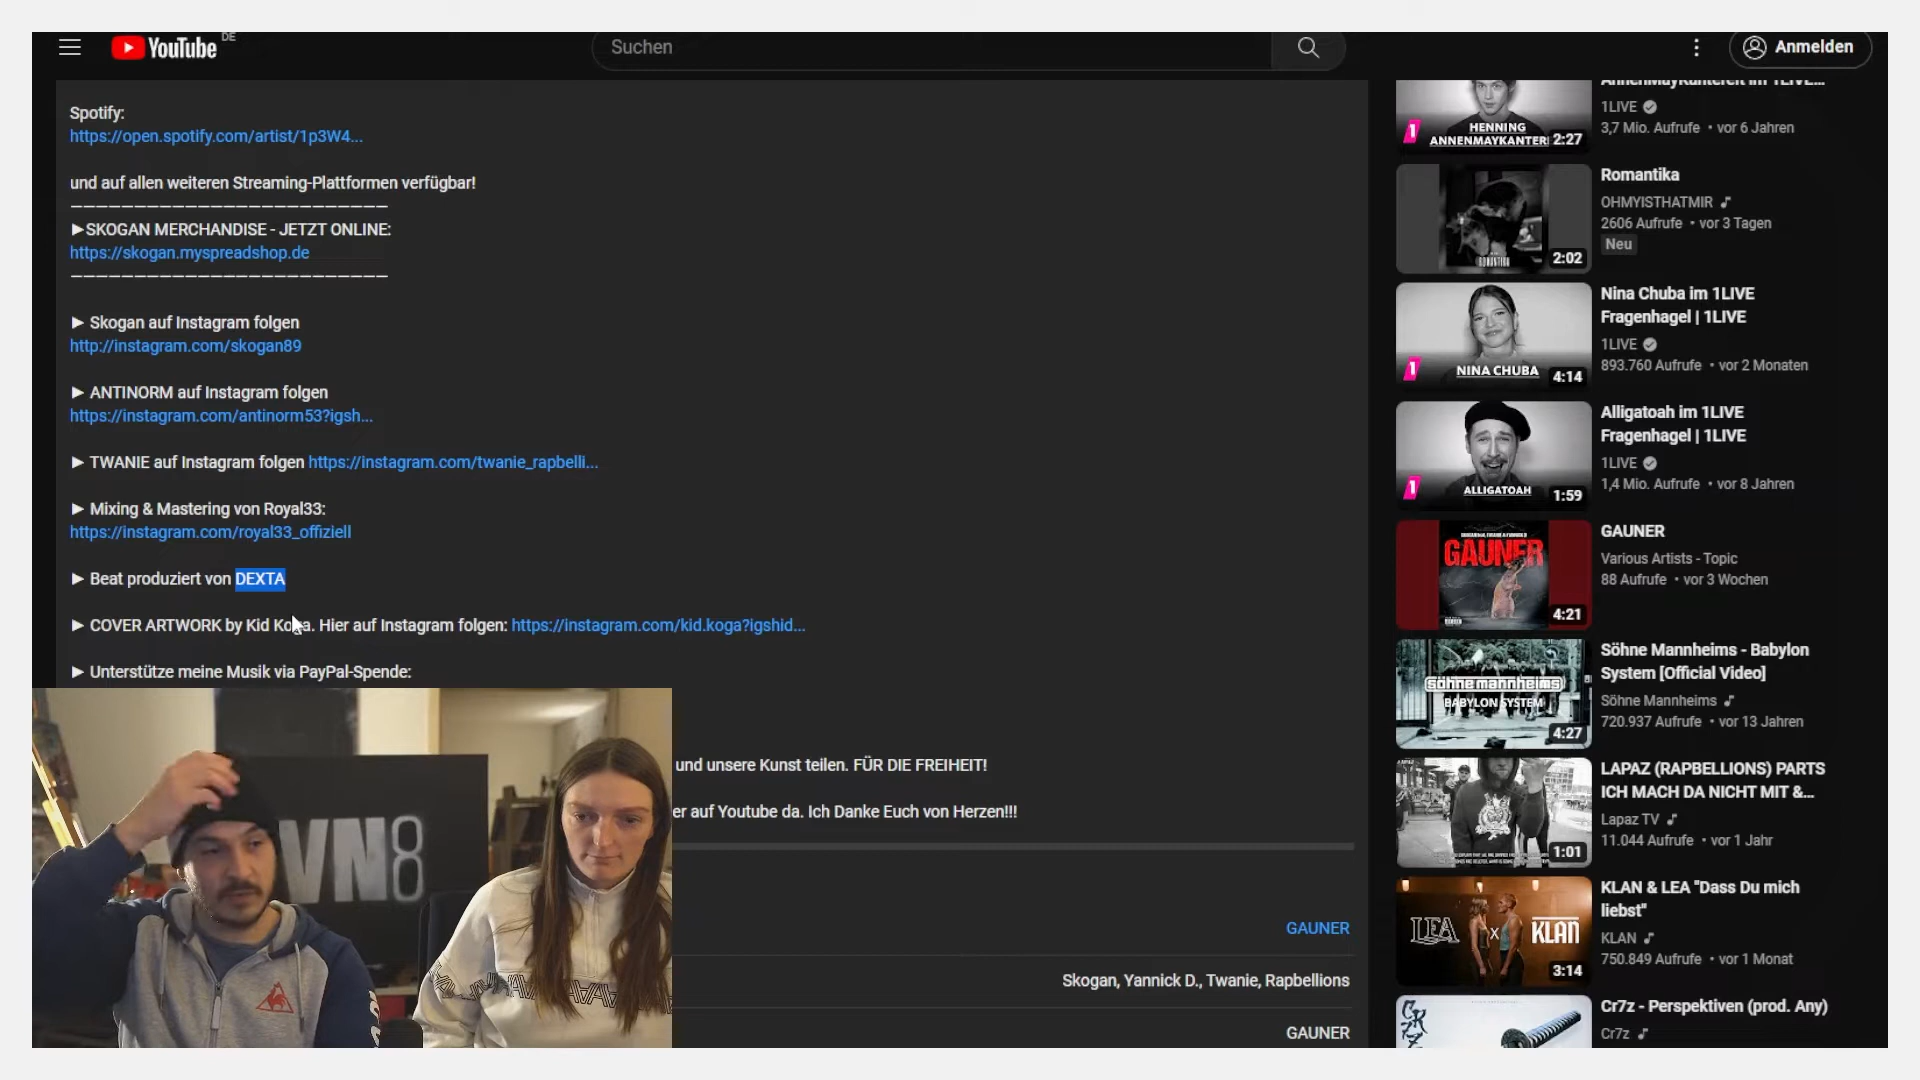 YouTube DE
Suchen
Anmelden
Spotify:
https://open.spotify.com/artist/1p3W4...
und auf allen weiteren Streaming-Plattformen verfügbar!
—————————————————————————
►SKOGAN MERCHANDISE - JETZT ONLINE:
https://skogan.myspreadshop.de
—————————————————————————
► Skogan auf Instagram folgen
http://instagram.com/skogan89
► ANTINORM auf Instagram folgen
https://instagram.com/antinorm53?igsh...
► TWANIE auf Instagram folgen https://instagram.com/twanie_rapbelli...
► Mixing & Mastering von Royal33:
https://instagram.com/royal33_offiziell
► Beat produziert von DEXTA
► COVER ARTWORK by Kid Koga. Hier auf Instagram folgen: https://instagram.com/kid.koga?igshid...
► Unterstütze meine Musik via PayPal-Spende:
und unsere Kunst teilen. FÜR DIE FREIHEIT!
er auf Youtube da. Ich Danke Euch von Herzen!!!
GAUNER
Skogan, Yannick D., Twanie, Rapbellions
GAUNER
VN8
AnnenMayKantereit im 1LIVE...
1LIVE
3,7 Mio. Aufrufe • vor 6 Jahren
1 HENNING
ANNENMAYKANTER
2:27
Romantika
OHMYISTHATMIR
2606 Aufrufe • vor 3 Tagen
Neu
ROMANTIKA
2:02
Nina Chuba im 1LIVE
Fragenhagel | 1LIVE
1LIVE
893.760 Aufrufe • vor 2 Monaten
1 NINA CHUBA
4:14
Alligatoah im 1LIVE
Fragenhagel | 1LIVE
1LIVE
1,4 Mio. Aufrufe • vor 8 Jahren
1 ALLIGATOAH
1:59
GAUNER
Various Artists - Topic
88 Aufrufe • vor 3 Wochen
GAUNER
4:21
Söhne Mannheims - Babylon
System [Official Video]
Söhne Mannheims
720.937 Aufrufe • vor 13 Jahren
söhne mannheims
BABYLON SYSTEM
4:27
LAPAZ (RAPBELLIONS) PARTS
ICH MACH DA NICHT MIT &...
Lapaz TV
11.044 Aufrufe • vor 1 Jahr
1:01
KLAN & LEA "Dass Du mich
liebst"
KLAN
750.849 Aufrufe • vor 1 Monat
LEA x KLAN
3:14
Cr7z - Perspektiven (prod. Any)
Cr7z
CR7Z